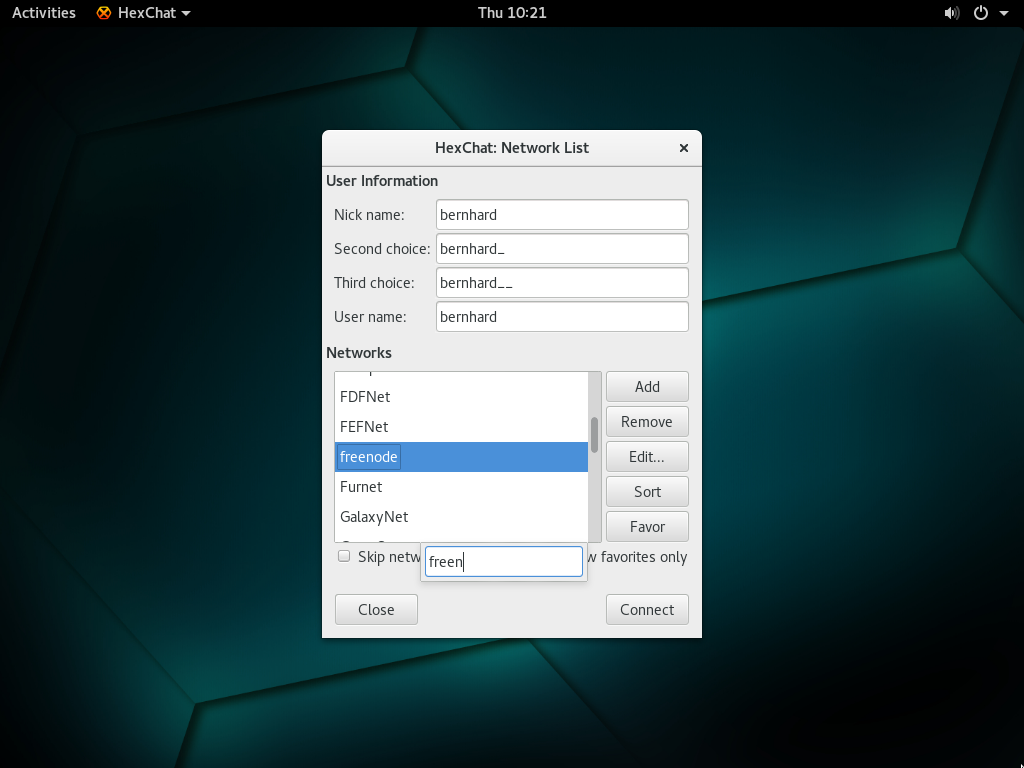 Activities HexChat Thu 10:21
HexChat: Network List
User Information
Nick name: bernhard
Second choice: bernhard_
Third choice: bernhard__
User name: bernhard
Networks
FDFNet
FEFNet
freenode
Furnet
GalaxyNet
Add
Remove
Edit...
Sort
Favor
Skip netw
w favorites only
freen
Close
Connect